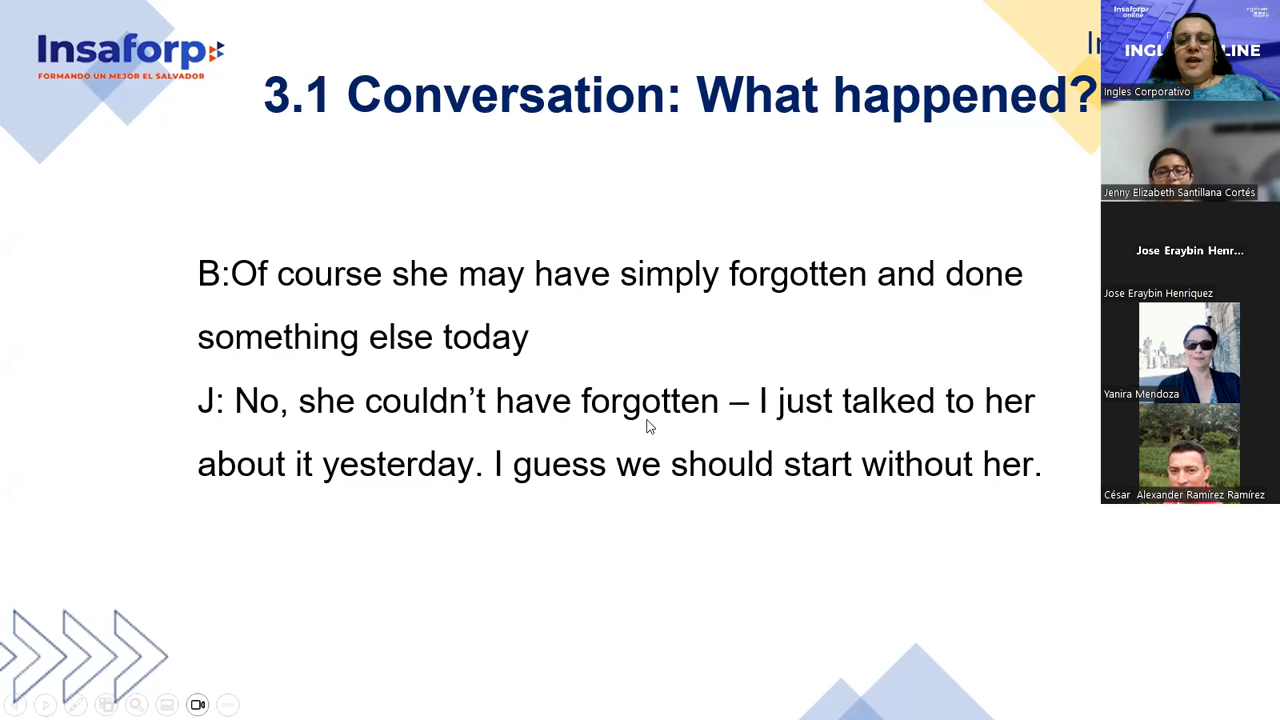 Insaforp
FORMANDO UN MEJOR EL SALVADOR
3.1 Conversation: What happened?
B:Of course she may have simply forgotten and done
something else today
J: No, she couldn’t have forgotten – I just talked to her
about it yesterday. I guess we should start without her.
Insaforp
online
Ingles Corporativo
Jenny Elizabeth Santillana Cortés
Jose Eraybin Henr...
Jose Eraybin Henriquez
Yanira Mendoza
César Alexander Ramírez Ramírez